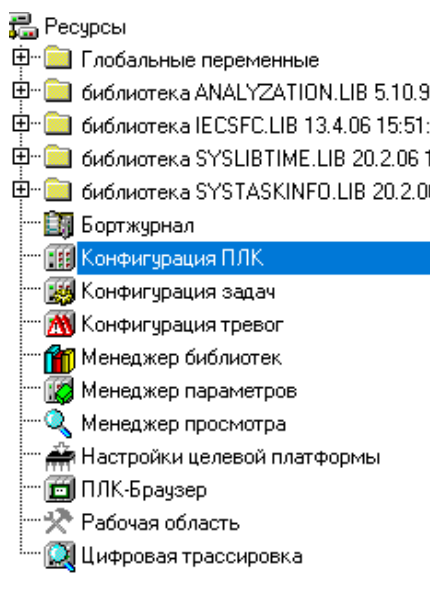 Ресурсы
Глобальные переменные
библиотека ANALYZATION.LIB 5.10.9
библиотека IECSFC.LIB 13.4.06 15:51:
библиотека SYSLIBTIME.LIB 20.2.06 1
библиотека SYSTASKINFO.LIB 20.2.0
Бортжурнал
Конфигурация ПЛК
Конфигурация задач
Конфигурация тревог
Менеджер библиотек
Менеджер параметров
Менеджер просмотра
Настройки целевой платформы
ПЛК-Браузер
Рабочая область
Цифровая трассировка